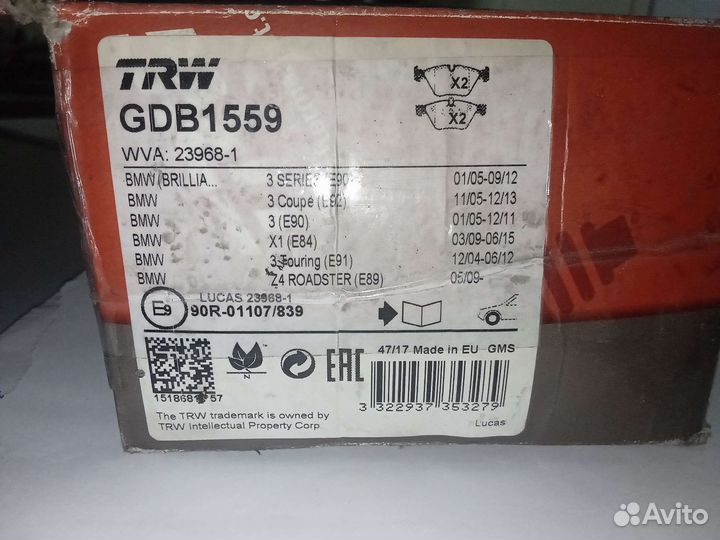 TRW
GDB1559
WVA: 23968-1
X2
X2
BMW (BRILLIA... 3 SERIES (E90) 01/05-09/12
BMW 3 Coupé (E92) 11/05-12/13
BMW 3 (E90) 01/05-12/11
BMW X1 (E84) 03/09-06/15
BMW 3 Touring (E91) 12/04-06/12
BMW Z4 ROADSTER (E89) 05/09-
LUCAS 23968-1
E9 90R-01107/839
N
EAC
47/17 Made in EU GMS
3 322937 353279
The TRW trademark is owned by
TRW Intellectual Property Corp
Lucas
Avito